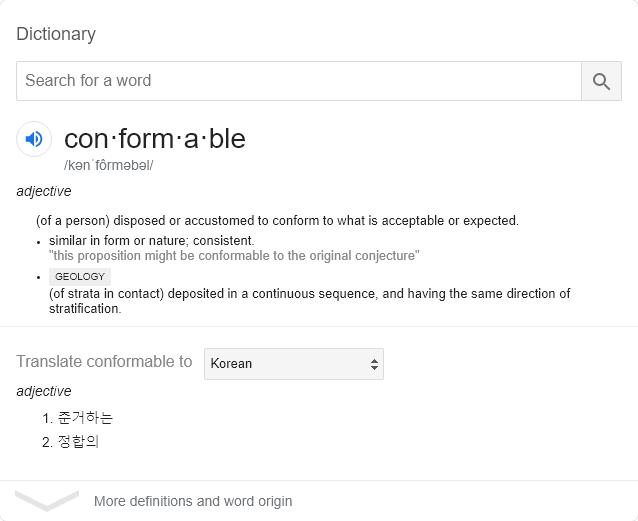 Dictionary
Search for a word
con·form·a·ble
/kənˈfôrməbəl/
adjective
(of a person) disposed or accustomed to conform to what is acceptable or expected.
• similar in form or nature; consistent.
"this proposition might be conformable to the original conjecture"
• GEOLOGY
(of strata in contact) deposited in a continuous sequence, and having the same direction of
stratification.
Translate conformable to Korean
adjective
1. 준거하는
2. 정합의
More definitions and word origin